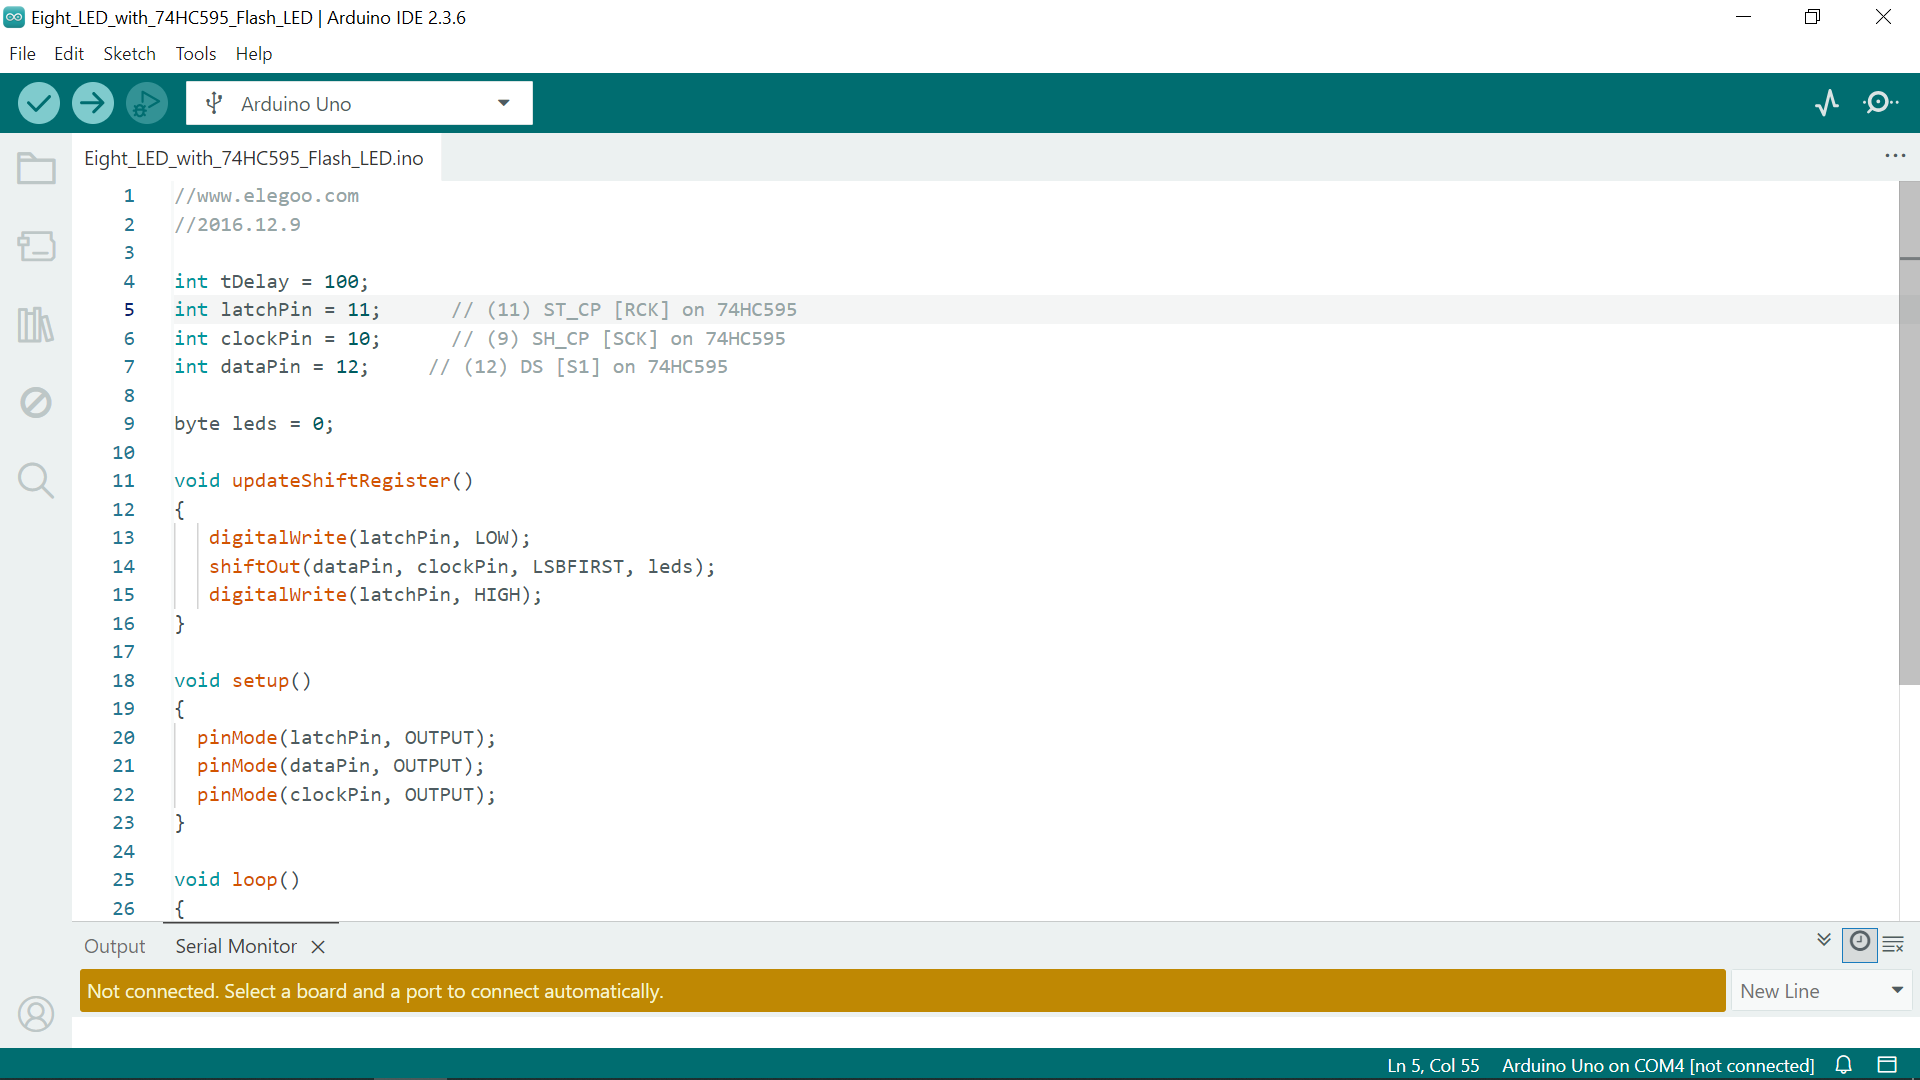 Eight_LED_with_74HC595_Flash_LED | Arduino IDE 2.3.6
File Edit Sketch Tools Help
Arduino Uno
Eight_LED_with_74HC595_Flash_LED.ino
1 //www.elegoo.com
2 //2016.12.9
3
4 int tDelay = 100;
5 int latchPin = 11;      // (11) ST_CP [RCK] on 74HC595
6 int clockPin = 10;      // (9) SH_CP [SCK] on 74HC595
7 int dataPin = 12;     // (12) DS [S1] on 74HC595
8
9 byte leds = 0;
10
11 void updateShiftRegister()
12 {
13    digitalWrite(latchPin, LOW);
14    shiftOut(dataPin, clockPin, LSBFIRST, leds);
15    digitalWrite(latchPin, HIGH);
16 }
17
18 void setup()
19 {
20   pinMode(latchPin, OUTPUT);
21   pinMode(dataPin, OUTPUT);
22   pinMode(clockPin, OUTPUT);
23 }
24
25 void loop()
26 {
Output Serial Monitor
Not connected. Select a board and a port to connect automatically. New Line
Ln 5, Col 55 Arduino Uno on COM4 [not connected]